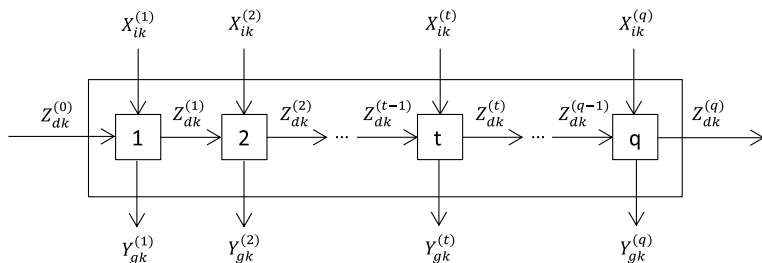 X_{ik}^{(1)} X_{ik}^{(2)} X_{ik}^{(t)} X_{ik}^{(q)}
Z_{dk}^{(0)} Z_{dk}^{(1)} Z_{dk}^{(2)} Z_{dk}^{(t−1)} Z_{dk}^{(t)} Z_{dk}^{(q−1)} Z_{dk}^{(q)}
1 2 ... t ... q
Y_{gk}^{(1)} Y_{gk}^{(2)} Y_{gk}^{(t)} Y_{gk}^{(q)}